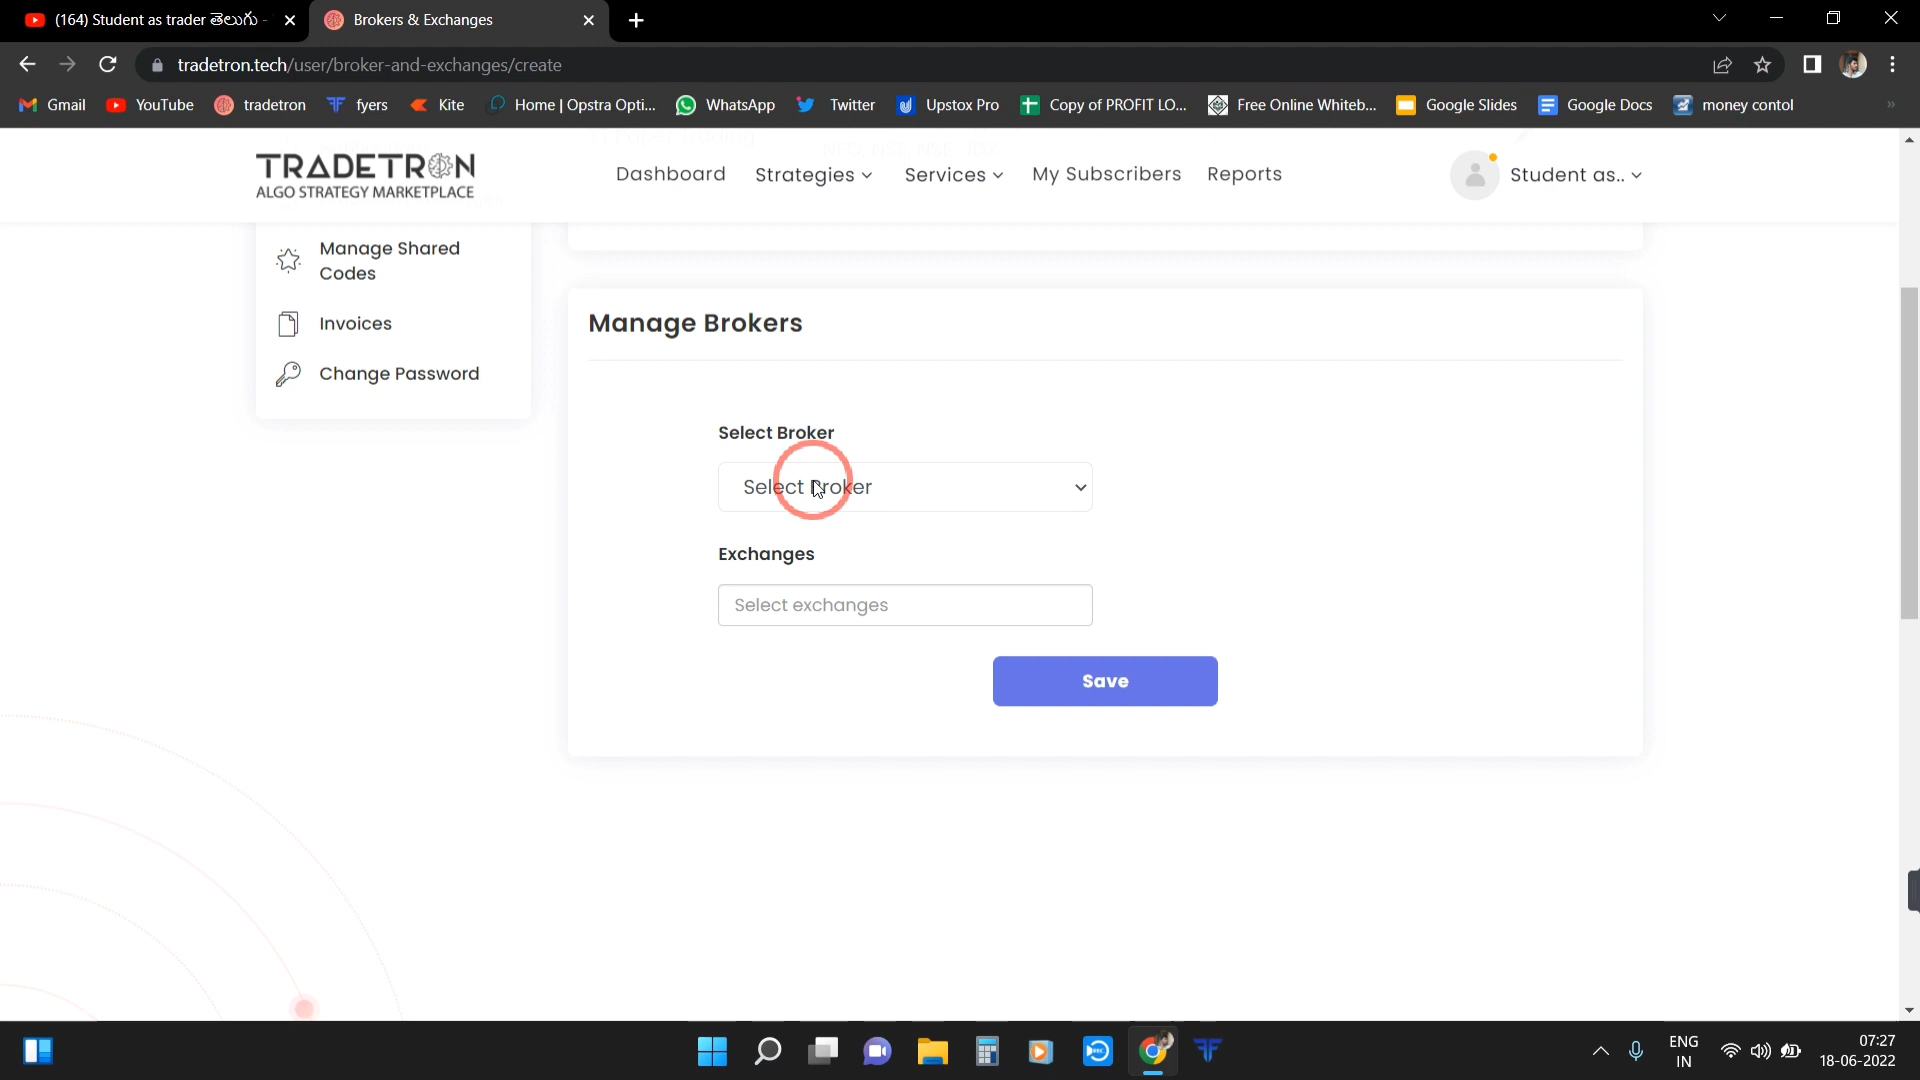 (164) Student as trader తెలుగు -
Brokers & Exchanges
tradetron.tech/user/broker-and-exchanges/create
Gmail
YouTube
tradetron
fyers
Kite
Home | Opstra Opti...
WhatsApp
Twitter
Upstox Pro
Copy of PROFIT LO...
Free Online Whiteb...
Google Slides
Google Docs
money contol
TRADETRON
ALGO STRATEGY MARKETPLACE
Dashboard
Strategies
Services
My Subscribers
Reports
Student as..
Manage Shared
Codes
Invoices
Change Password
Manage Brokers
Select Broker
Select Broker
Exchanges
Select exchanges
Save
ENG
IN
07:27
18-06-2022